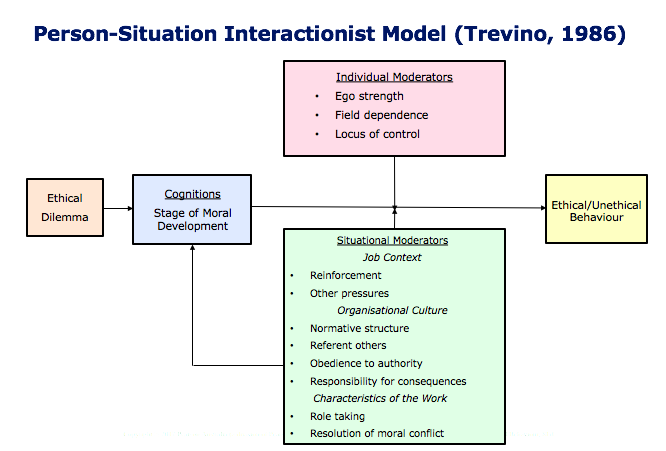 Person-Situation Interactionist Model (Trevino, 1986)
Individual Moderators
• Ego strength
• Field dependence
• Locus of control
Ethical
Dilemma
Cognitions
Stage of Moral
Development
Ethical/Unethical
Behaviour
Situational Moderators
Job Context
• Reinforcement
• Other pressures
Organisational Culture
• Normative structure
• Referent others
• Obedience to authority
• Responsibility for consequences
Characteristics of the Work
• Role taking
• Resolution of moral conflict